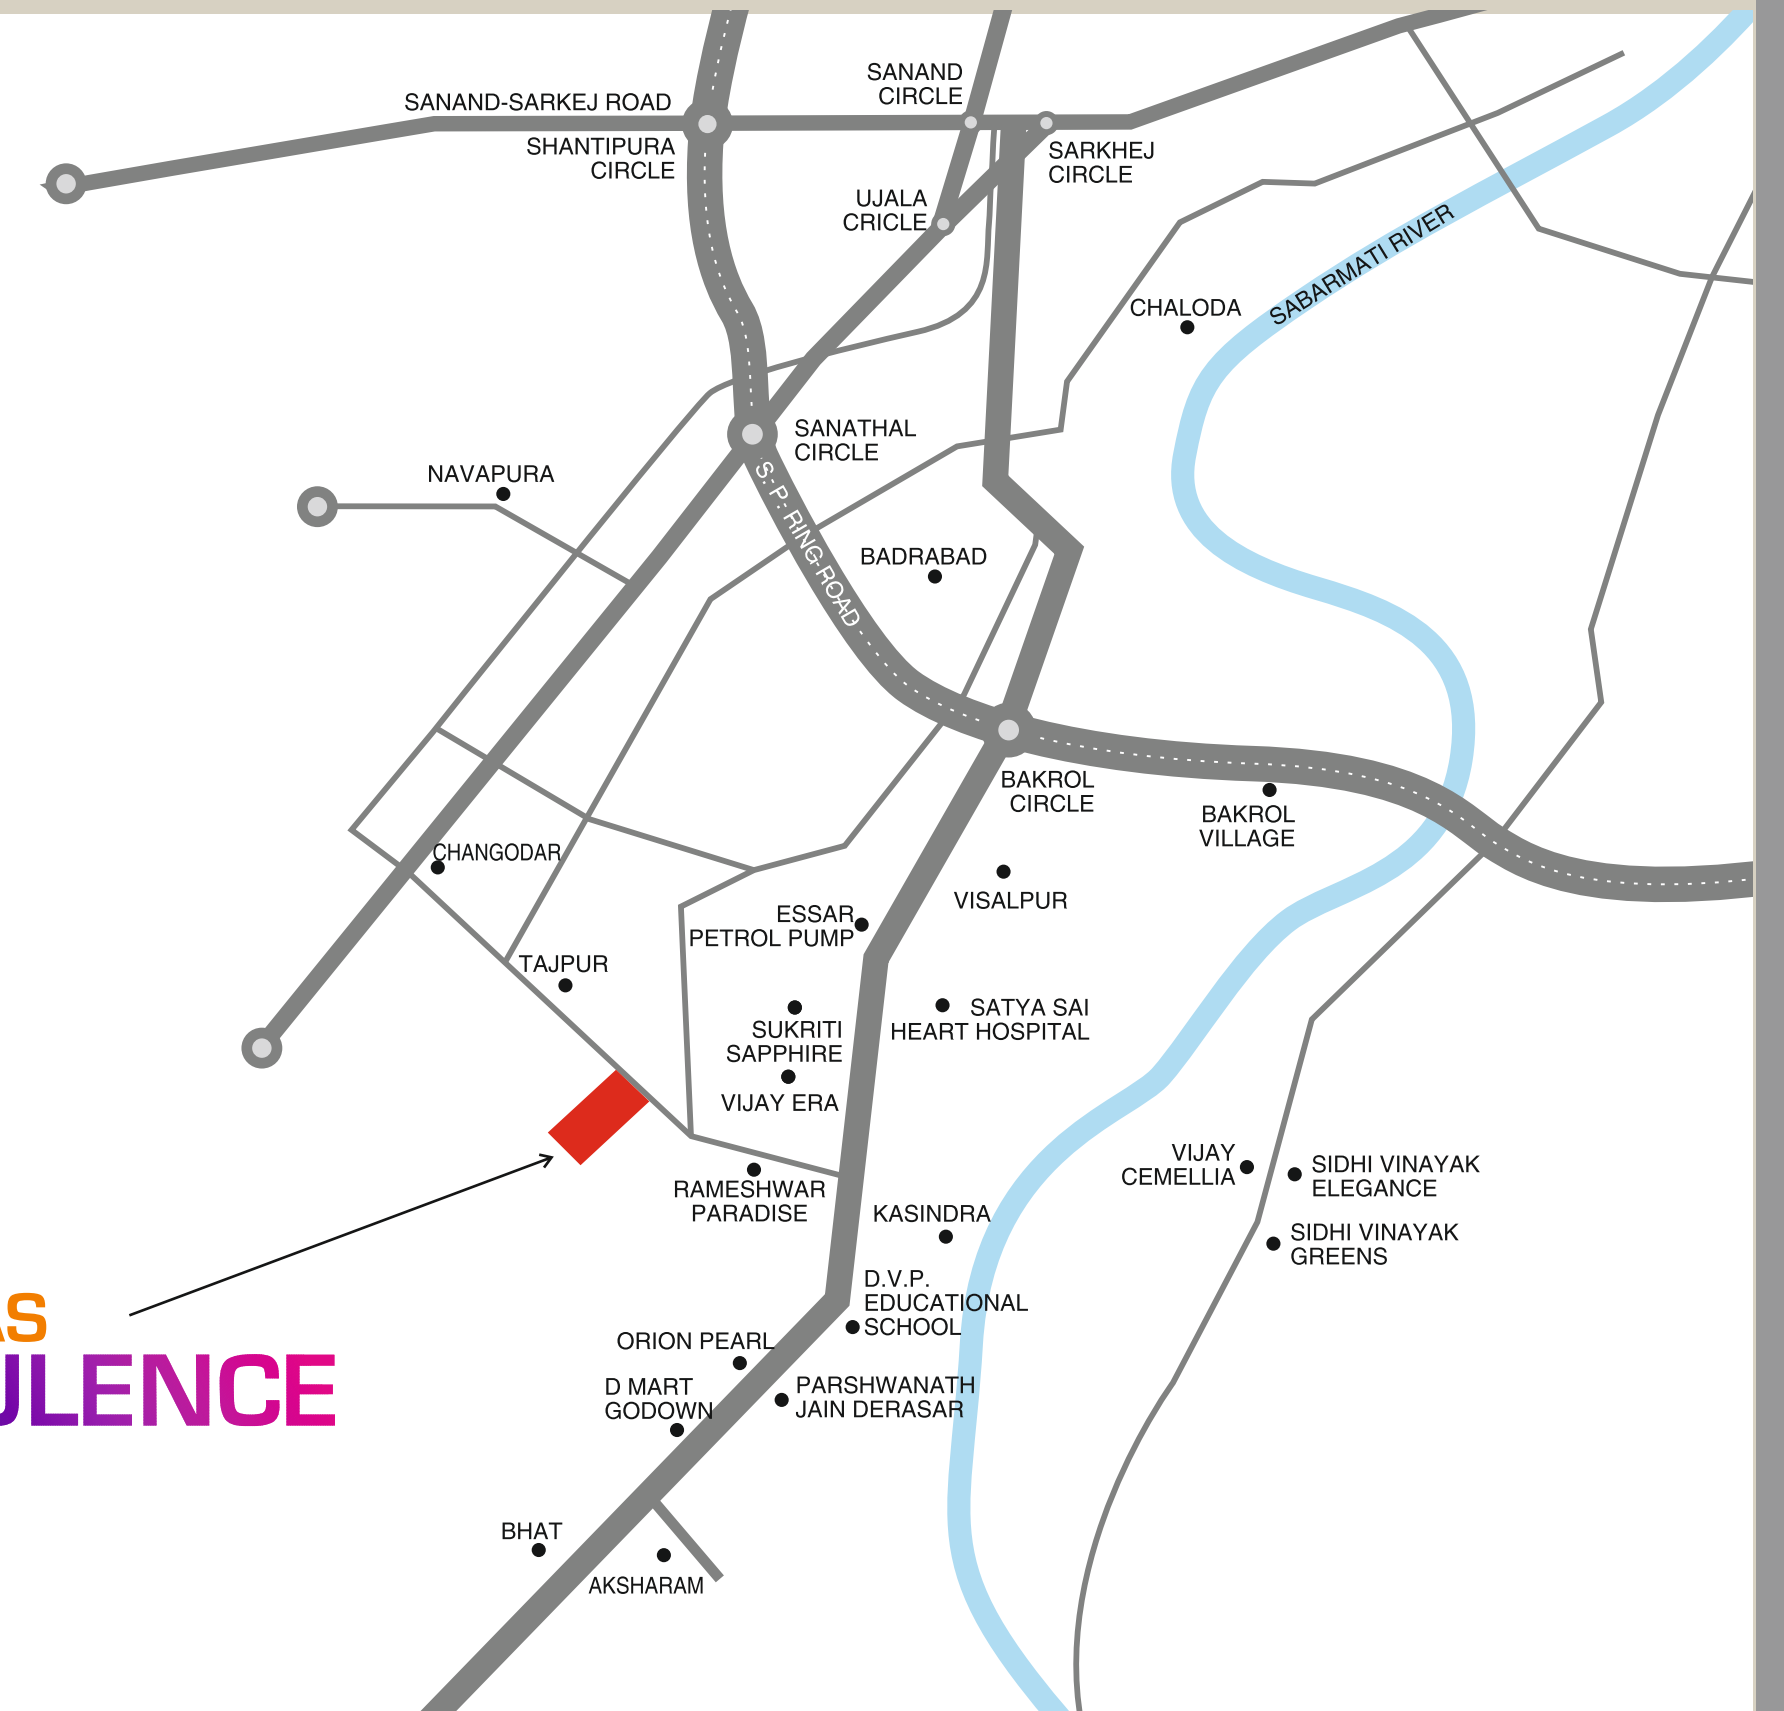 SANAND
CIRCLE
SANAND-SARKEJ ROAD
SHANTIPURA
CIRCLE
SARKHEJ
CIRCLE
UJALA
CRICLE
SABARMATI RIVER
CHALODA
SANATHAL
CIRCLE
NAVAPURA
S. P. RING ROAD
BADRABAD
BAKROL
CIRCLE
BAKROL
VILLAGE
CHANGODAR
VISALPUR
ESSAR
PETROL PUMP
TAJPUR
SATYA SAI
HEART HOSPITAL
SUKRITI
SAPPHIRE
VIJAY ERA
VIJAY
CEMELLIA
SIDHI VINAYAK
ELEGANCE
RAMESHWAR
PARADISE
KASINDRA
SIDHI VINAYAK
GREENS
D.V.P.
EDUCATIONAL
SCHOOL
AS
ORION PEARL
ULENCE
D MART
GODOWN
PARSHWANATH
JAIN DERASAR
BHAT
AKSHARAM